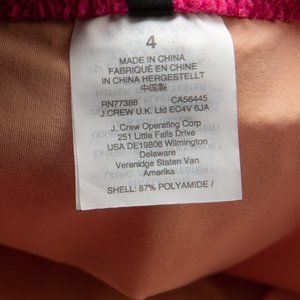 4
MADE IN CHINA
FABRIQUÉ EN CHINE
IN CHINA HERGESTELLT
中国製
RN77388 CA56445
J.CREW U.K. Ltd EC4V 6JA
J. Crew Operating Corp
251 Little Falls Drive
USA DE19808 Wilmington
Delaware
Verenidge Staten Van
Amerika
SHELL: 87% POLYAMIDE /